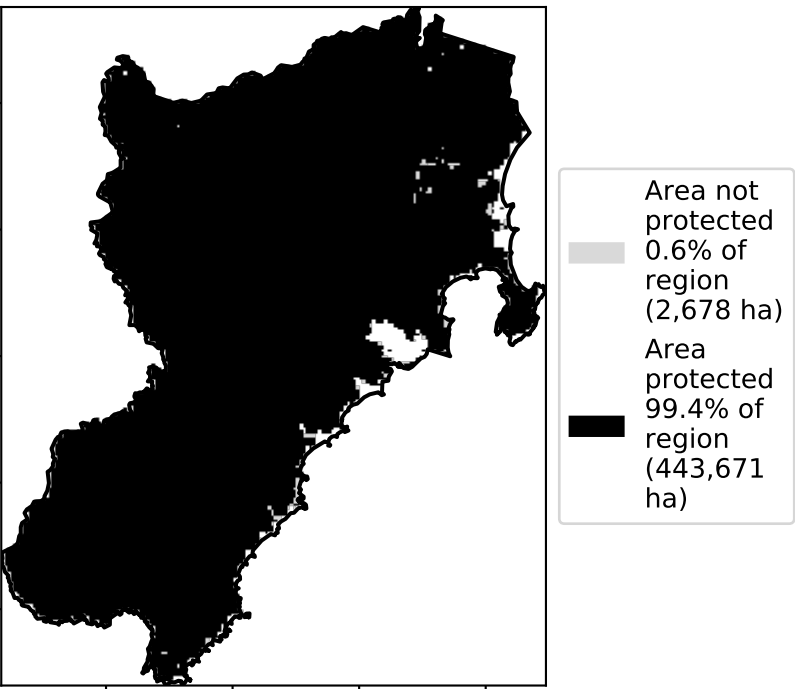 Area not
protected
0.6% of
region
(2,678 ha)
Area
protected
99.4% of
region
(443,671
ha)